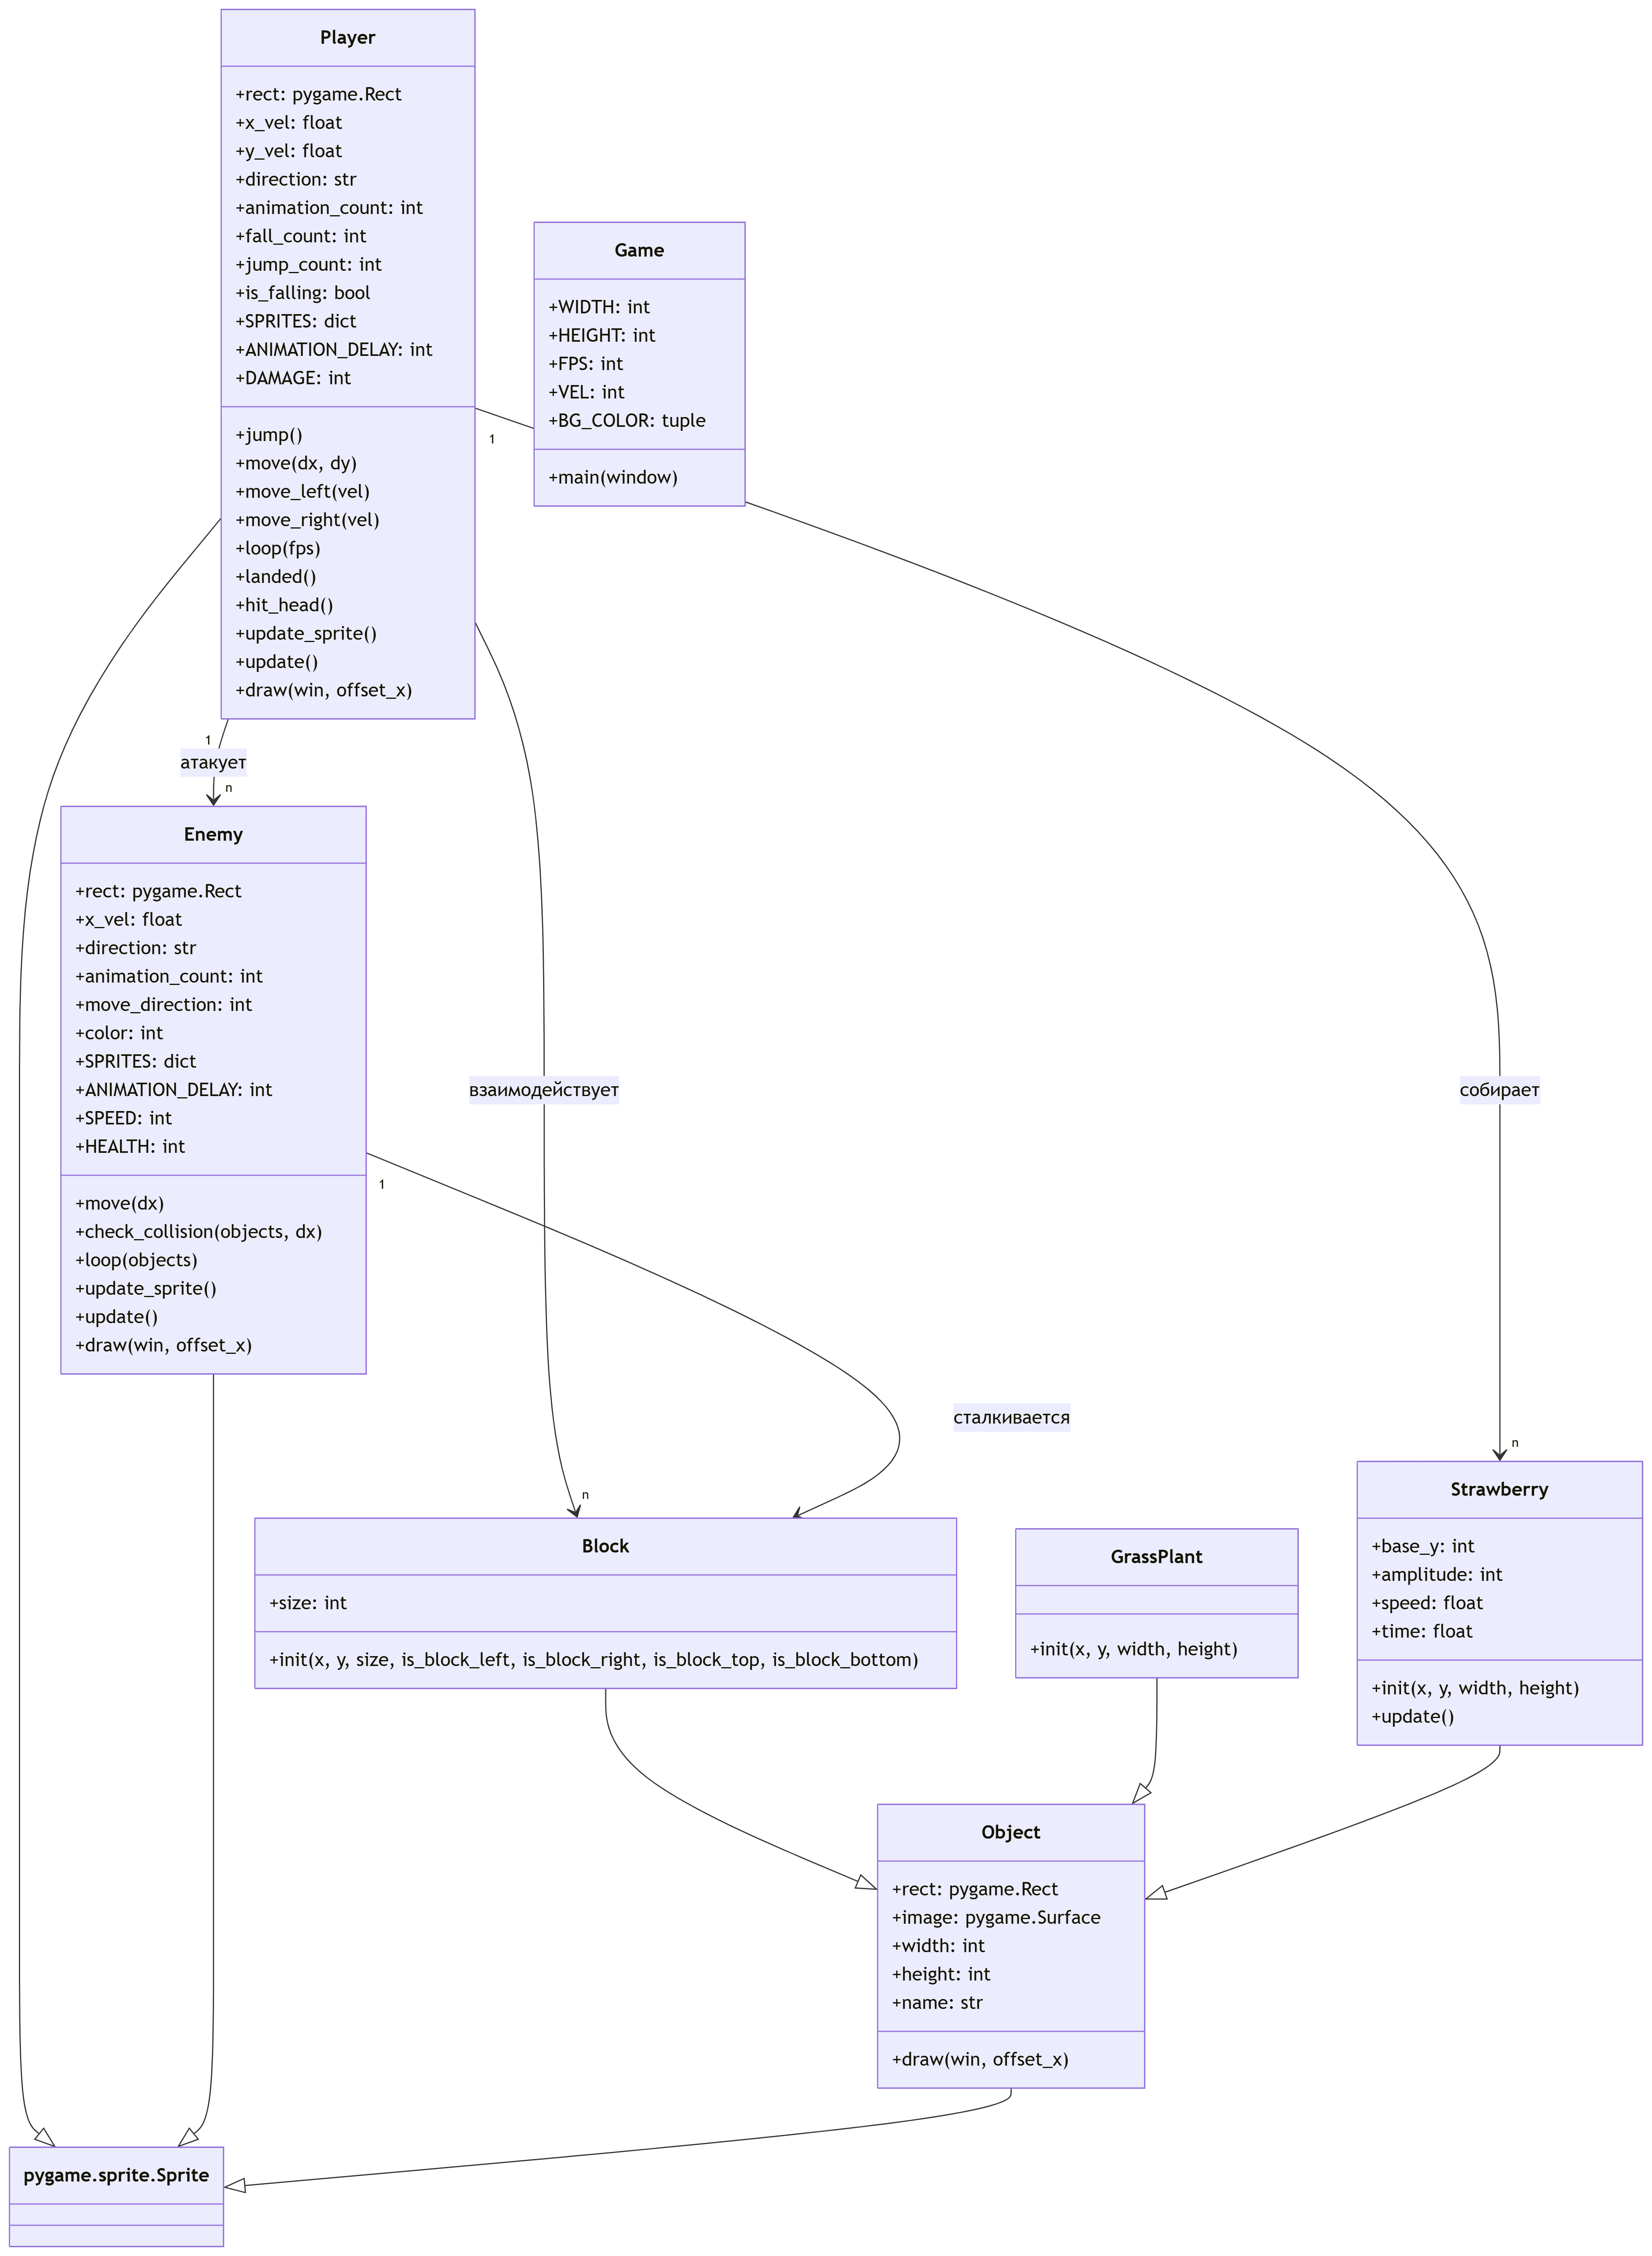 Player
+rect: pygame.Rect
+x_vel: float
+y_vel: float
+direction: str
+animation_count: int
+fall_count: int
+jump_count: int
+is_falling: bool
+SPRITES: dict
+ANIMATION_DELAY: int
+DAMAGE: int
+jump()
+move(dx, dy)
+move_left(vel)
+move_right(vel)
+loop(fps)
+landed()
+hit_head()
+update_sprite()
+update()
+draw(win, offset_x)
1
Game
+WIDTH: int
+HEIGHT: int
+FPS: int
+VEL: int
+BG_COLOR: tuple
+main(window)
1
атакует
n
Enemy
+rect: pygame.Rect
+x_vel: float
+direction: str
+animation_count: int
+move_direction: int
+color: int
+SPRITES: dict
+ANIMATION_DELAY: int
+SPEED: int
+HEALTH: int
+move(dx)
+check_collision(objects, dx)
+loop(objects)
+update_sprite()
+update()
+draw(win, offset_x)
взаимодействует
собирает
1
сталкивается
n
n
Block
+size: int
+init(x, y, size, is_block_left, is_block_right, is_block_top, is_block_bottom)
GrassPlant
+init(x, y, width, height)
Strawberry
+base_y: int
+amplitude: int
+speed: float
+time: float
+init(x, y, width, height)
+update()
Object
+rect: pygame.Rect
+image: pygame.Surface
+width: int
+height: int
+name: str
+draw(win, offset_x)
pygame.sprite.Sprite